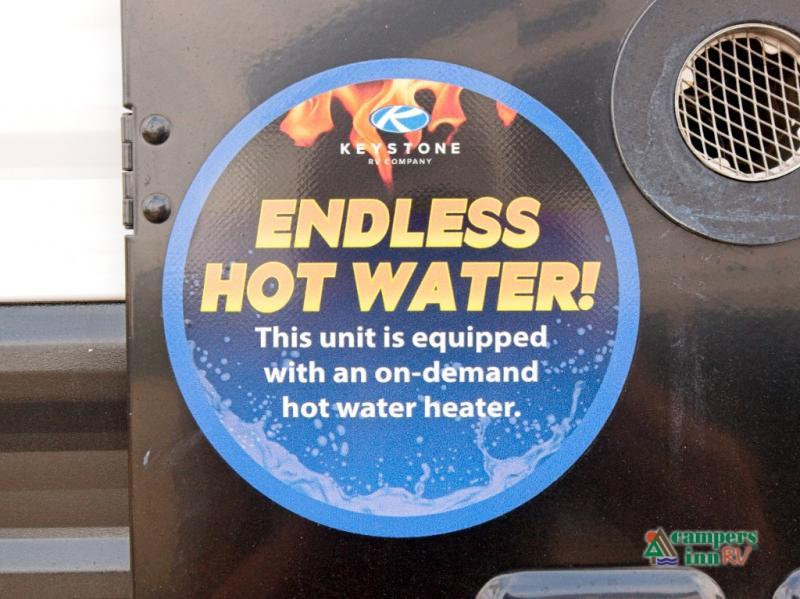 K
KEYSTONE
RV COMPANY
ENDLESS
HOT WATER!
This unit is equipped
with an on-demand
hot water heater.
campers
inn RV